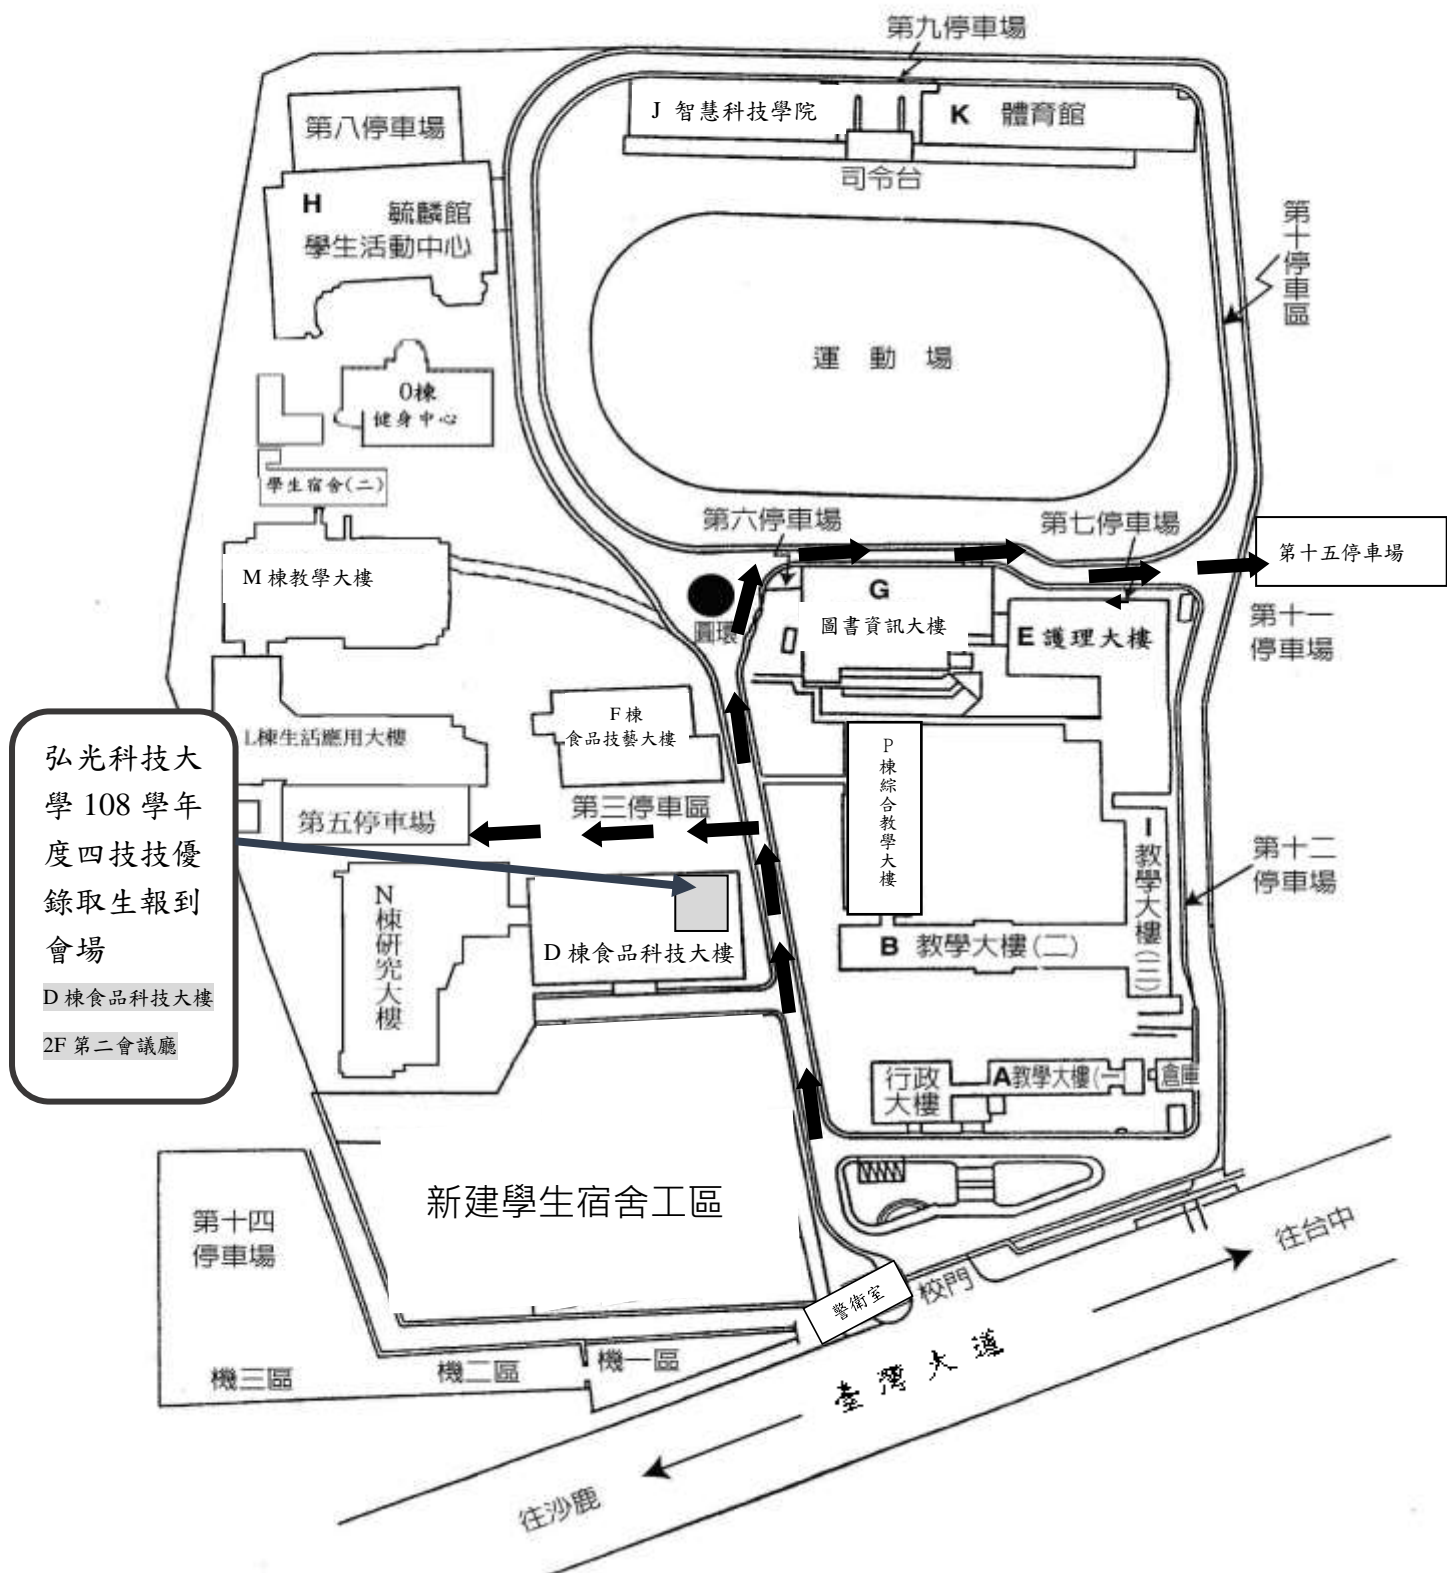 第九停車場
J 智慧科技學院
K 體育館
司令台
第八停車場
H 毓麟館
學生活動中心
第十停車區
運動場
O棟
健身中心
學生宿舍(二)
第六停車場
第七停車場
第十五停車場
M 棟教學大樓
圓環
G
圖書資訊大樓
E 護理大樓
第十一
停車場
F 棟
食品技藝大樓
L棟生活應用大樓
P棟綜合教學大樓
第三停車區
第五停車場
弘光科技大
學 108 學年
度四技技優
錄取生報到
會場
D 棟食品科技大樓
2F 第二會議廳
I 教學大樓(三)
第十二
停車場
N棟研究大樓
D 棟食品科技大樓
B 教學大樓(二)
行政
大樓
A教學大樓(一
倉庫
新建學生宿舍工區
第十四
停車場
往台中
警衛室
校門
臺灣大道
機一區
機二區
機三區
往沙鹿